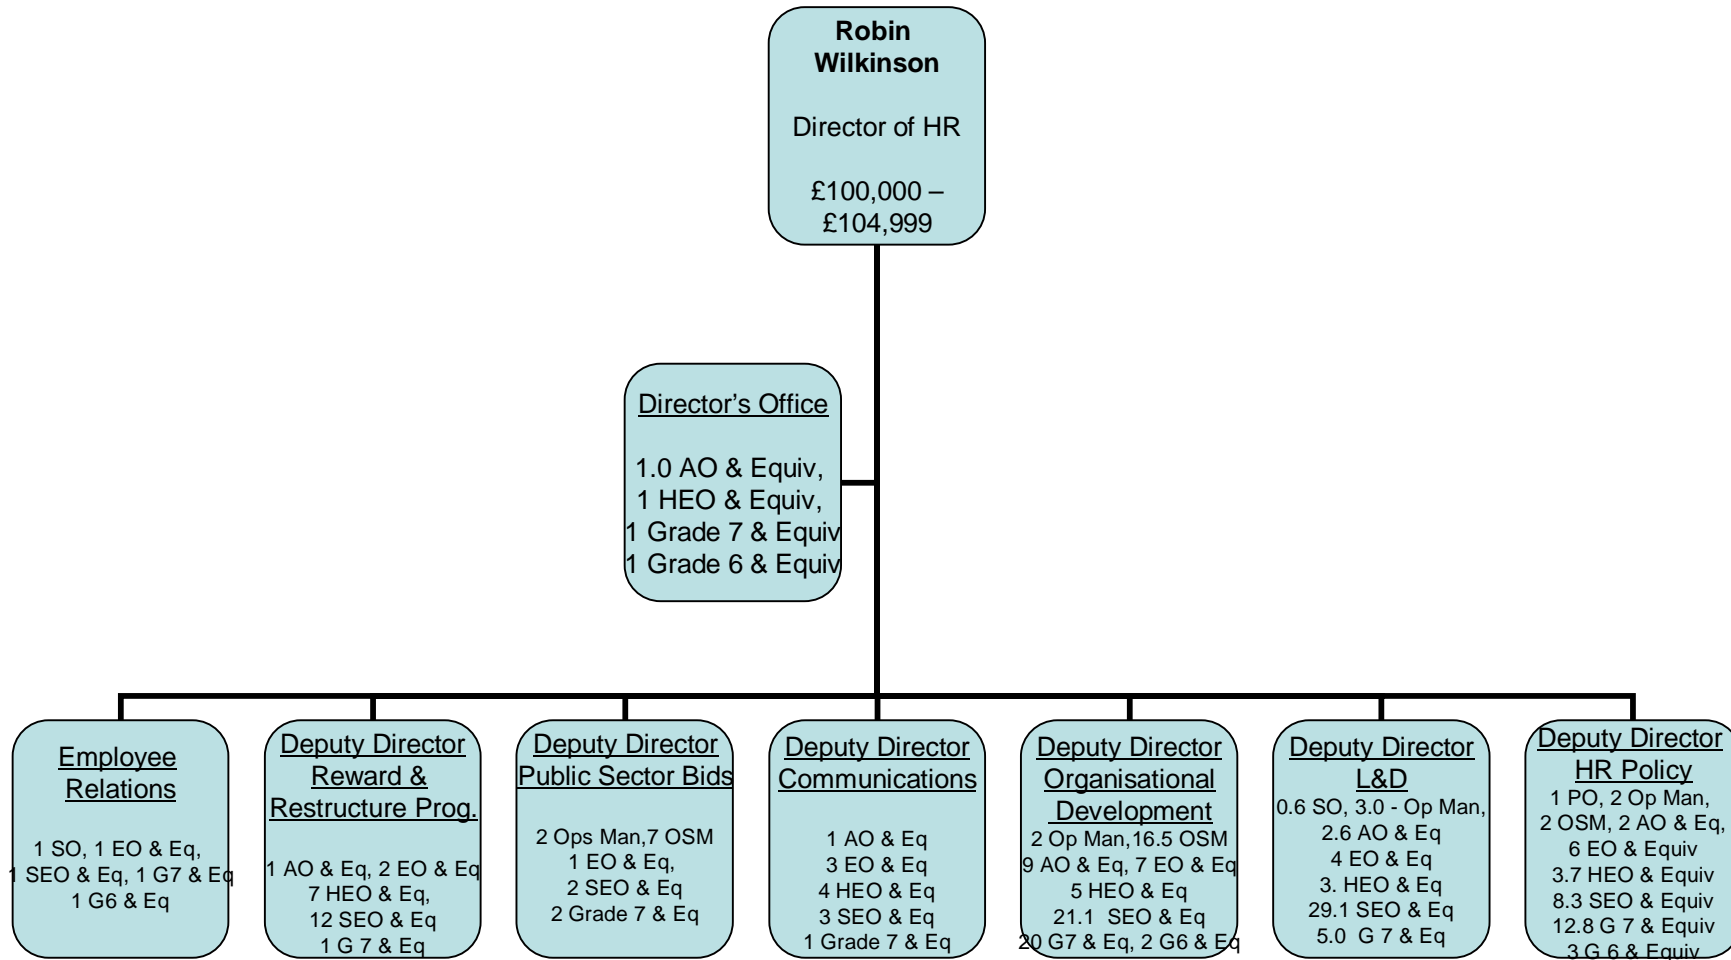 Robin
Wilkinson
Director of HR
£100,000 –
£104,999
Director’s Office
1.0 AO & Equiv,
1 HEO & Equiv,
1 Grade 7 & Equiv
1 Grade 6 & Equiv
Employee
Relations
1 SO, 1 EO & Eq,
1 SEO & Eq, 1 G7 & Eq
1 G6 & Eq
Deputy Director
Reward &
Restructure Prog.
1 AO & Eq, 2 EO & Eq
7 HEO & Eq,
12 SEO & Eq
1 G 7 & Eq
Deputy Director
Public Sector Bids
2 Ops Man,7 OSM
1 EO & Eq,
2 SEO & Eq
2 Grade 7 & Eq
Deputy Director
Communications
1 AO & Eq
3 EO & Eq
4 HEO & Eq
3 SEO & Eq
1 Grade 7 & Eq
Deputy Director
Organisational
Development
2 Op Man,16.5 OSM
9 AO & Eq, 7 EO & Eq
5 HEO & Eq
21.1 SEO & Eq
20 G7 & Eq, 2 G6 & Eq
Deputy Director
L&D
0.6 SO, 3.0 - Op Man,
2.6 AO & Eq
4 EO & Eq
3. HEO & Eq
29.1 SEO & Eq
5.0 G 7 & Eq
Deputy Director
HR Policy
1 PO, 2 Op Man,
2 OSM, 2 AO & Eq,
6 EO & Equiv
3.7 HEO & Equiv
8.3 SEO & Equiv
12.8 G 7 & Equiv
3 G 6 & Equiv